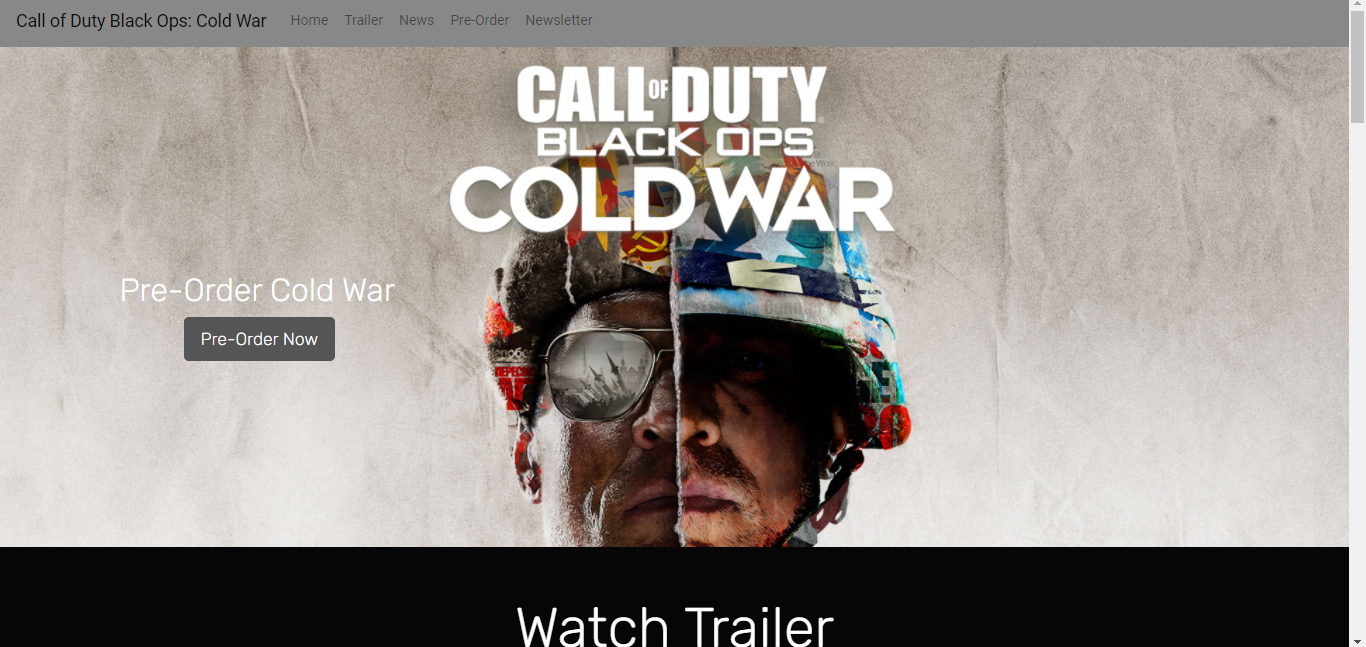 Call of Duty Black Ops: Cold War Home Trailer News Pre-Order Newsletter
CALL OF DUTY
BLACK OPS
COLD WAR
Pre-Order Cold War
Pre-Order Now
Watch Trailer